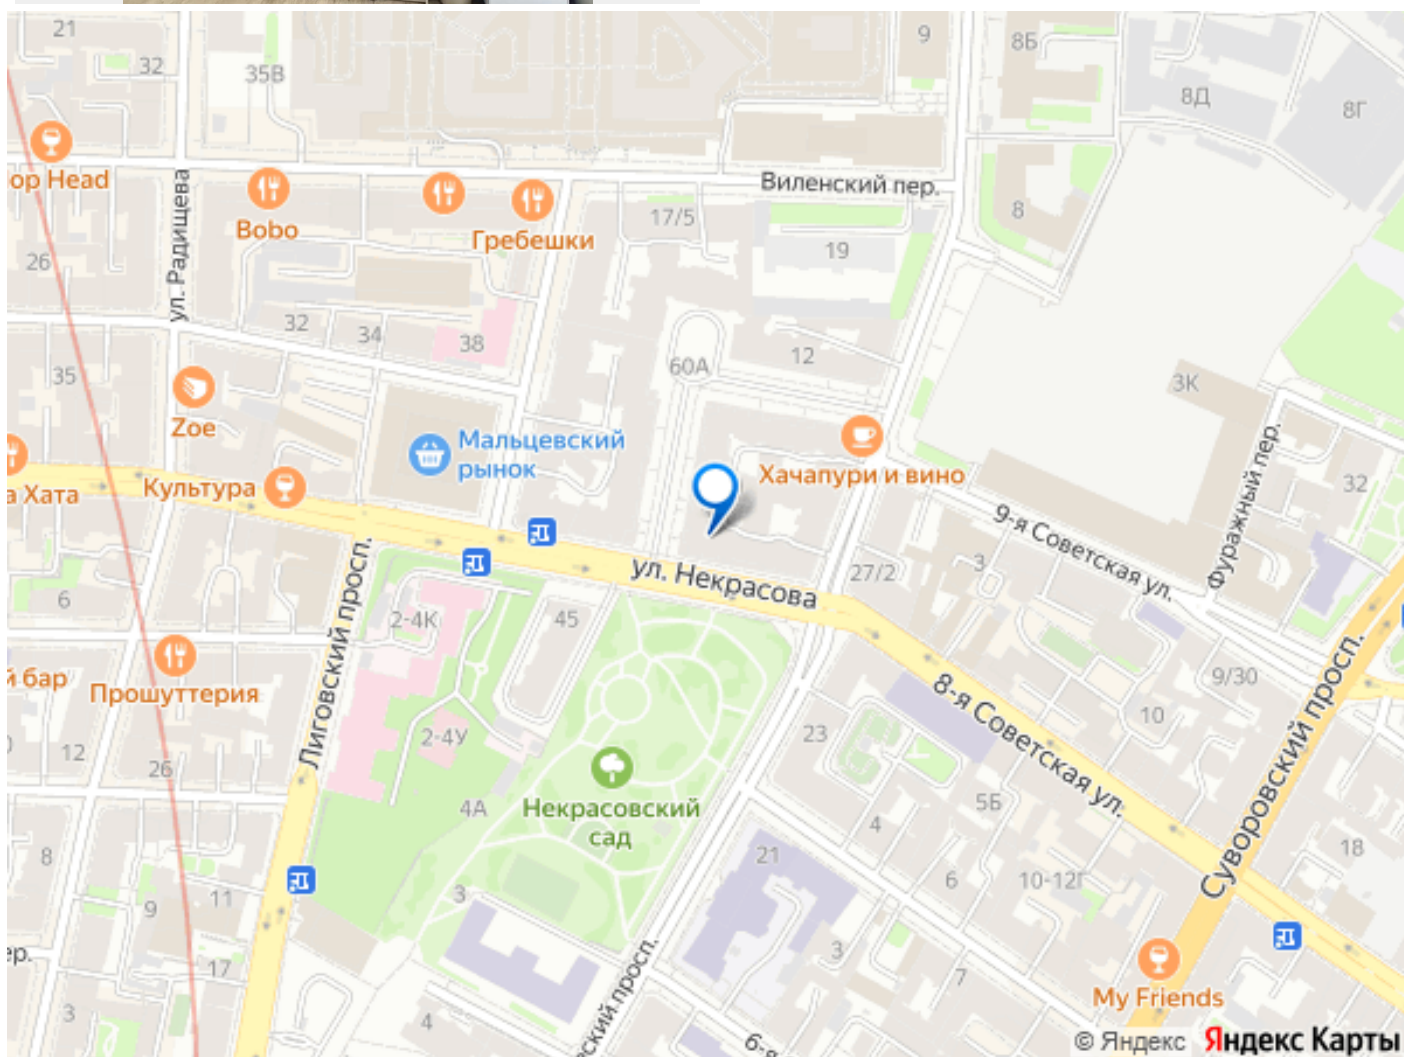 21
32
35В
9
8Б
8Д
8Г
op Head
ул. Радищева
Bobo
Гребешки
Виленский пер.
17/5
19
8
26
32
34
38
60А
12
35
3К
Zoe
Мальцевский
рынок
Хачапури и вино
а Хата
Культура
9-я Советская ул.
Фуражный пер.
32
ул. Некрасова
27/2
3
6
2-4К
45
Лиговский просп.
й бар
Прошуттерия
12
26
2-4У
4А
Некрасовский
сад
23
8-я Советская ул.
10
9/30
Суворовский просп.
5Б
4
6
10-12Г
18
8
9
11
3
21
ер.
17
3
4
ский просп.
3
7
6-я
My Friends
© Яндекс Яндекс Карты